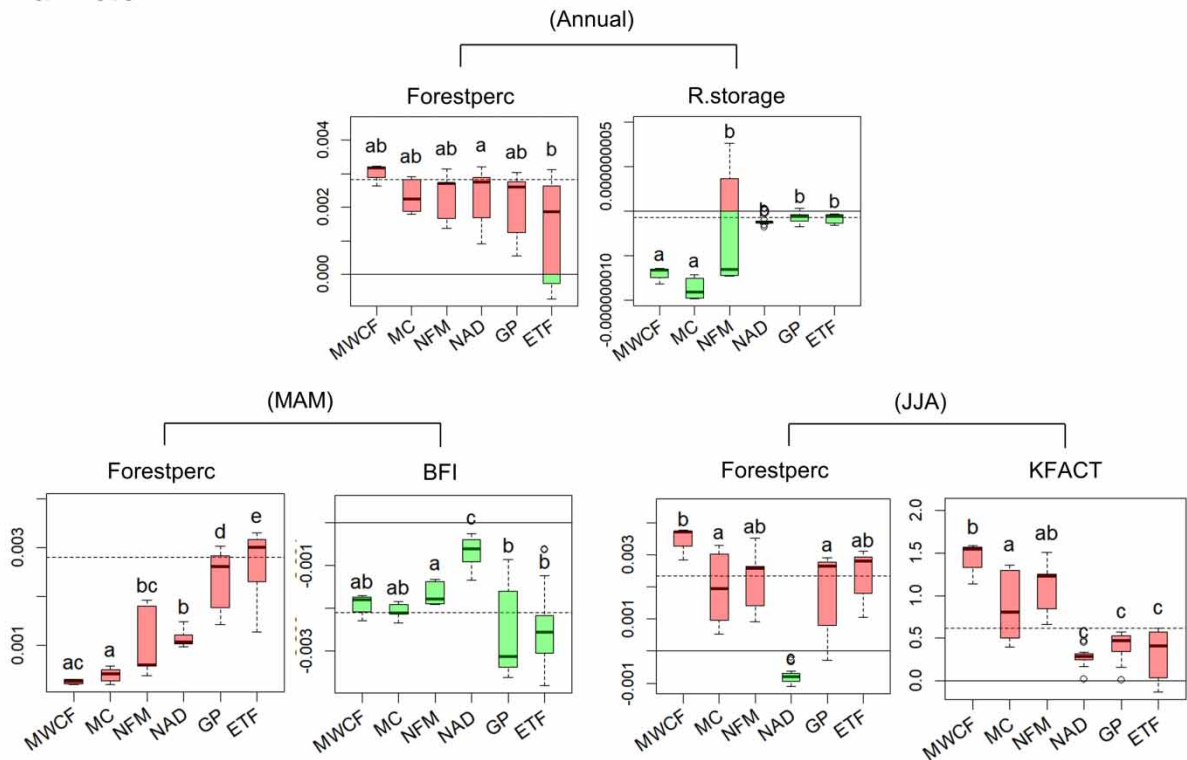 (Annual)
Forestperc
R.storage
0.004
0.002
0.000
ab
ab
ab
a
ab
b
MWCF
MC
NFM
NAD
GP
ETF
0.000000005
-0.000000010
a
a
b
b
b
b
MWCF
MC
NFM
NAD
GP
ETF
(MAM)
Forestperc
BFI
0.003
0.001
ac
a
bc
b
d
e
MWCF
MC
NFM
NAD
GP
ETF
-0.001
-0.003
ab
ab
a
c
b
b
MWCF
MC
NFM
NAD
GP
ETF
(JJA)
Forestperc
KFACT
0.003
0.001
-0.001
b
a
ab
c
a
ab
MWCF
MC
NFM
NAD
GP
ETF
2.0
1.5
1.0
0.5
0.0
b
a
ab
c
c
c
MWCF
MC
NFM
NAD
GP
ETF